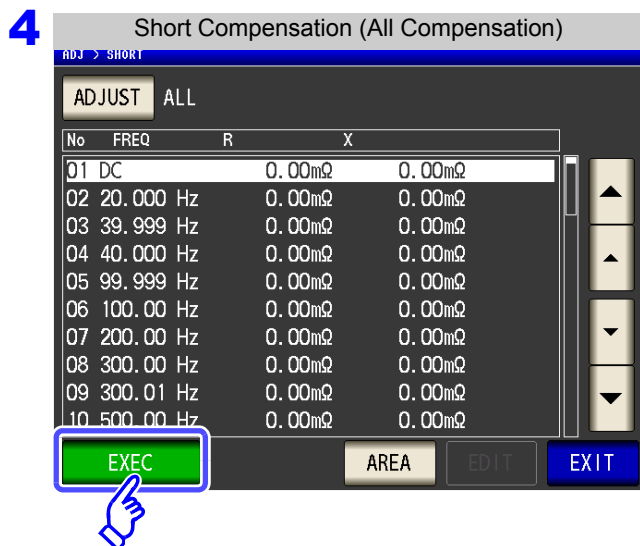 4
Short Compensation (All Compensation)
ADJ > SHORT
ADJUST ALL
No FREQ R X
01 DC 0.00mΩ 0.00mΩ
02 20.000 Hz 0.00mΩ 0.00mΩ
03 39.999 Hz 0.00mΩ 0.00mΩ
04 40.000 Hz 0.00mΩ 0.00mΩ
05 99.999 Hz 0.00mΩ 0.00mΩ
06 100.00 Hz 0.00mΩ 0.00mΩ
07 200.00 Hz 0.00mΩ 0.00mΩ
08 300.00 Hz 0.00mΩ 0.00mΩ
09 300.01 Hz 0.00mΩ 0.00mΩ
10 500.00 Hz 0.00mΩ 0.00mΩ
EXEC AREA EDIT EXIT